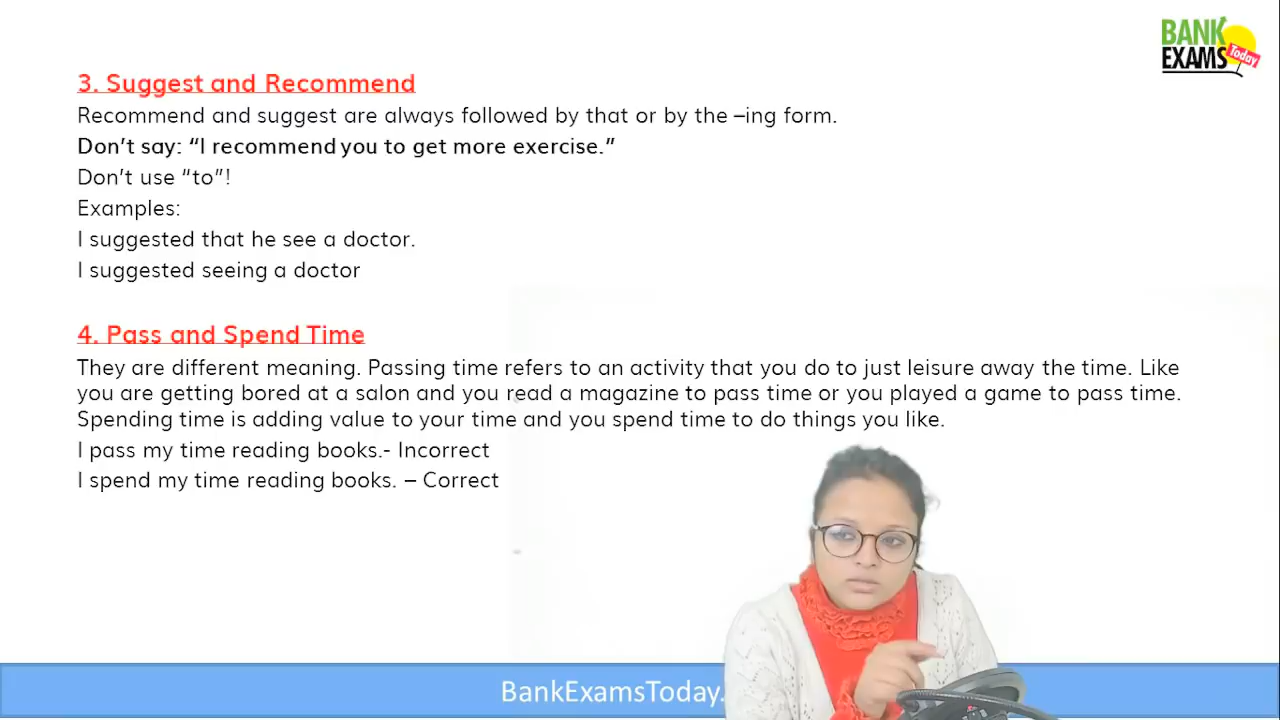 BANK
EXAMS Today
3. Suggest and Recommend
Recommend and suggest are always followed by that or by the –ing form.
Don’t say: “I recommend you to get more exercise.”
Don’t use “to”!
Examples:
I suggested that he see a doctor.
I suggested seeing a doctor
4. Pass and Spend Time
They are different meaning. Passing time refers to an activity that you do to just leisure away the time. Like
you are getting bored at a salon and you read a magazine to pass time or you played a game to pass time.
Spending time is adding value to your time and you spend time to do things you like.
I pass my time reading books.- Incorrect
I spend my time reading books. – Correct
BankExamsToday.